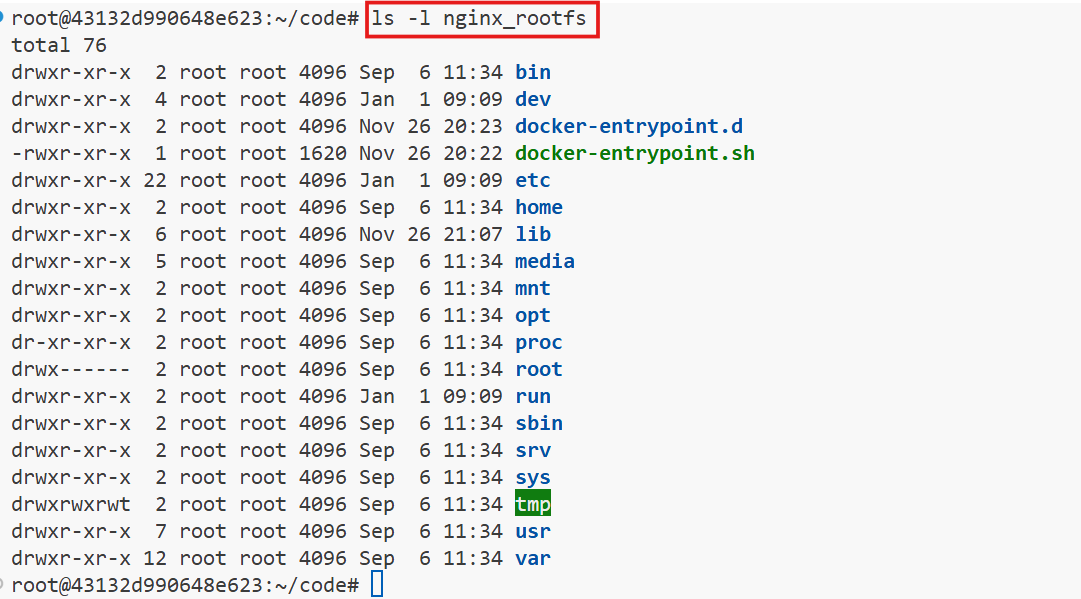 root@43132d990648e623:~/code# ls -l nginx_rootfs
total 76
drwxr-xr-x  2 root root 4096 Sep  6 11:34 bin
drwxr-xr-x  4 root root 4096 Jan  1 09:09 dev
drwxr-xr-x  2 root root 4096 Nov 26 20:23 docker-entrypoint.d
-rwxr-xr-x  1 root root 1620 Nov 26 20:22 docker-entrypoint.sh
drwxr-xr-x 22 root root 4096 Jan  1 09:09 etc
drwxr-xr-x  2 root root 4096 Sep  6 11:34 home
drwxr-xr-x  6 root root 4096 Nov 26 21:07 lib
drwxr-xr-x  5 root root 4096 Sep  6 11:34 media
drwxr-xr-x  2 root root 4096 Sep  6 11:34 mnt
drwxr-xr-x  2 root root 4096 Sep  6 11:34 opt
dr-xr-xr-x  2 root root 4096 Sep  6 11:34 proc
drwx------  2 root root 4096 Sep  6 11:34 root
drwxr-xr-x  2 root root 4096 Jan  1 09:09 run
drwxr-xr-x  2 root root 4096 Sep  6 11:34 sbin
drwxr-xr-x  2 root root 4096 Sep  6 11:34 srv
drwxr-xr-x  2 root root 4096 Sep  6 11:34 sys
drwxrwxrwt  2 root root 4096 Sep  6 11:34 tmp
drwxr-xr-x  7 root root 4096 Sep  6 11:34 usr
drwxr-xr-x 12 root root 4096 Sep  6 11:34 var
root@43132d990648e623:~/code#